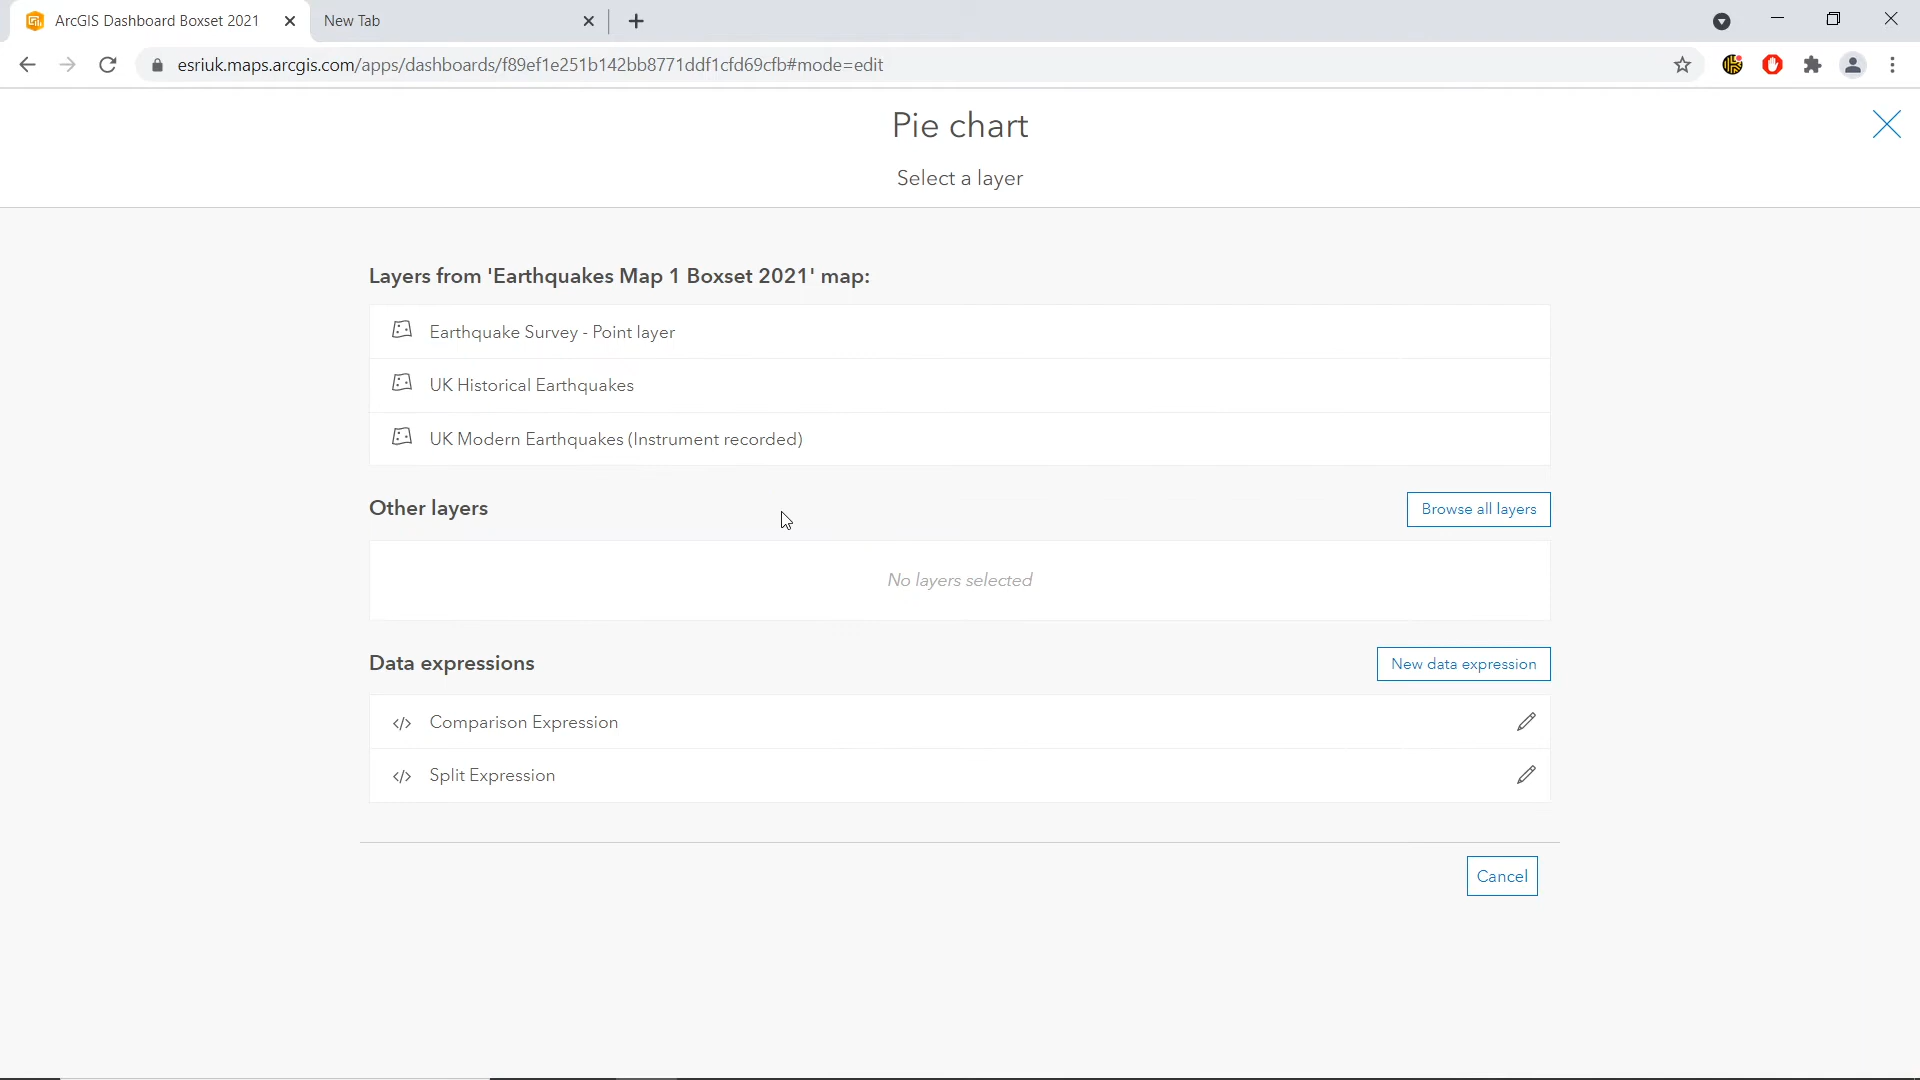 ArcGIS Dashboard Boxset 2021
New Tab
esriuk.maps.arcgis.com/apps/dashboards/f89ef1e251b142bb8771ddf1cfd69cfb#mode=edit
Pie chart
Select a layer
Layers from 'Earthquakes Map 1 Boxset 2021' map:
Earthquake Survey - Point layer
UK Historical Earthquakes
UK Modern Earthquakes (Instrument recorded)
Other layers
Browse all layers
No layers selected
Data expressions
New data expression
Comparison Expression
Split Expression
Cancel